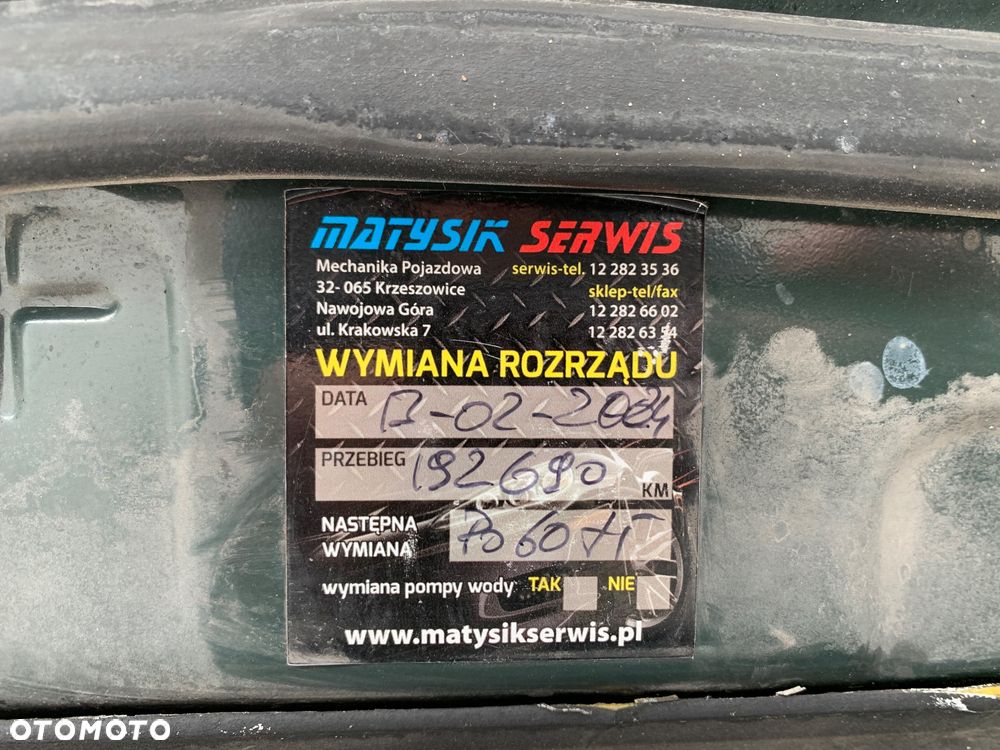 MATYSIK SERWIS
Mechanika Pojazdowa serwis-tel. 12 282 35 36
32- 065 Krzeszowice sklep-tel/fax
Nawojowa Góra 12 282 66 02
ul. Krakowska 7 12 282 63 54
WYMIANA ROZRZĄDU
DATA -02-2024
PRZEBIEG 192690 KM
NASTĘPNA
WYMIANA Po 60
wymiana pompy wody TAK NIE
www.matysikserwis.pl
OTOMOTO